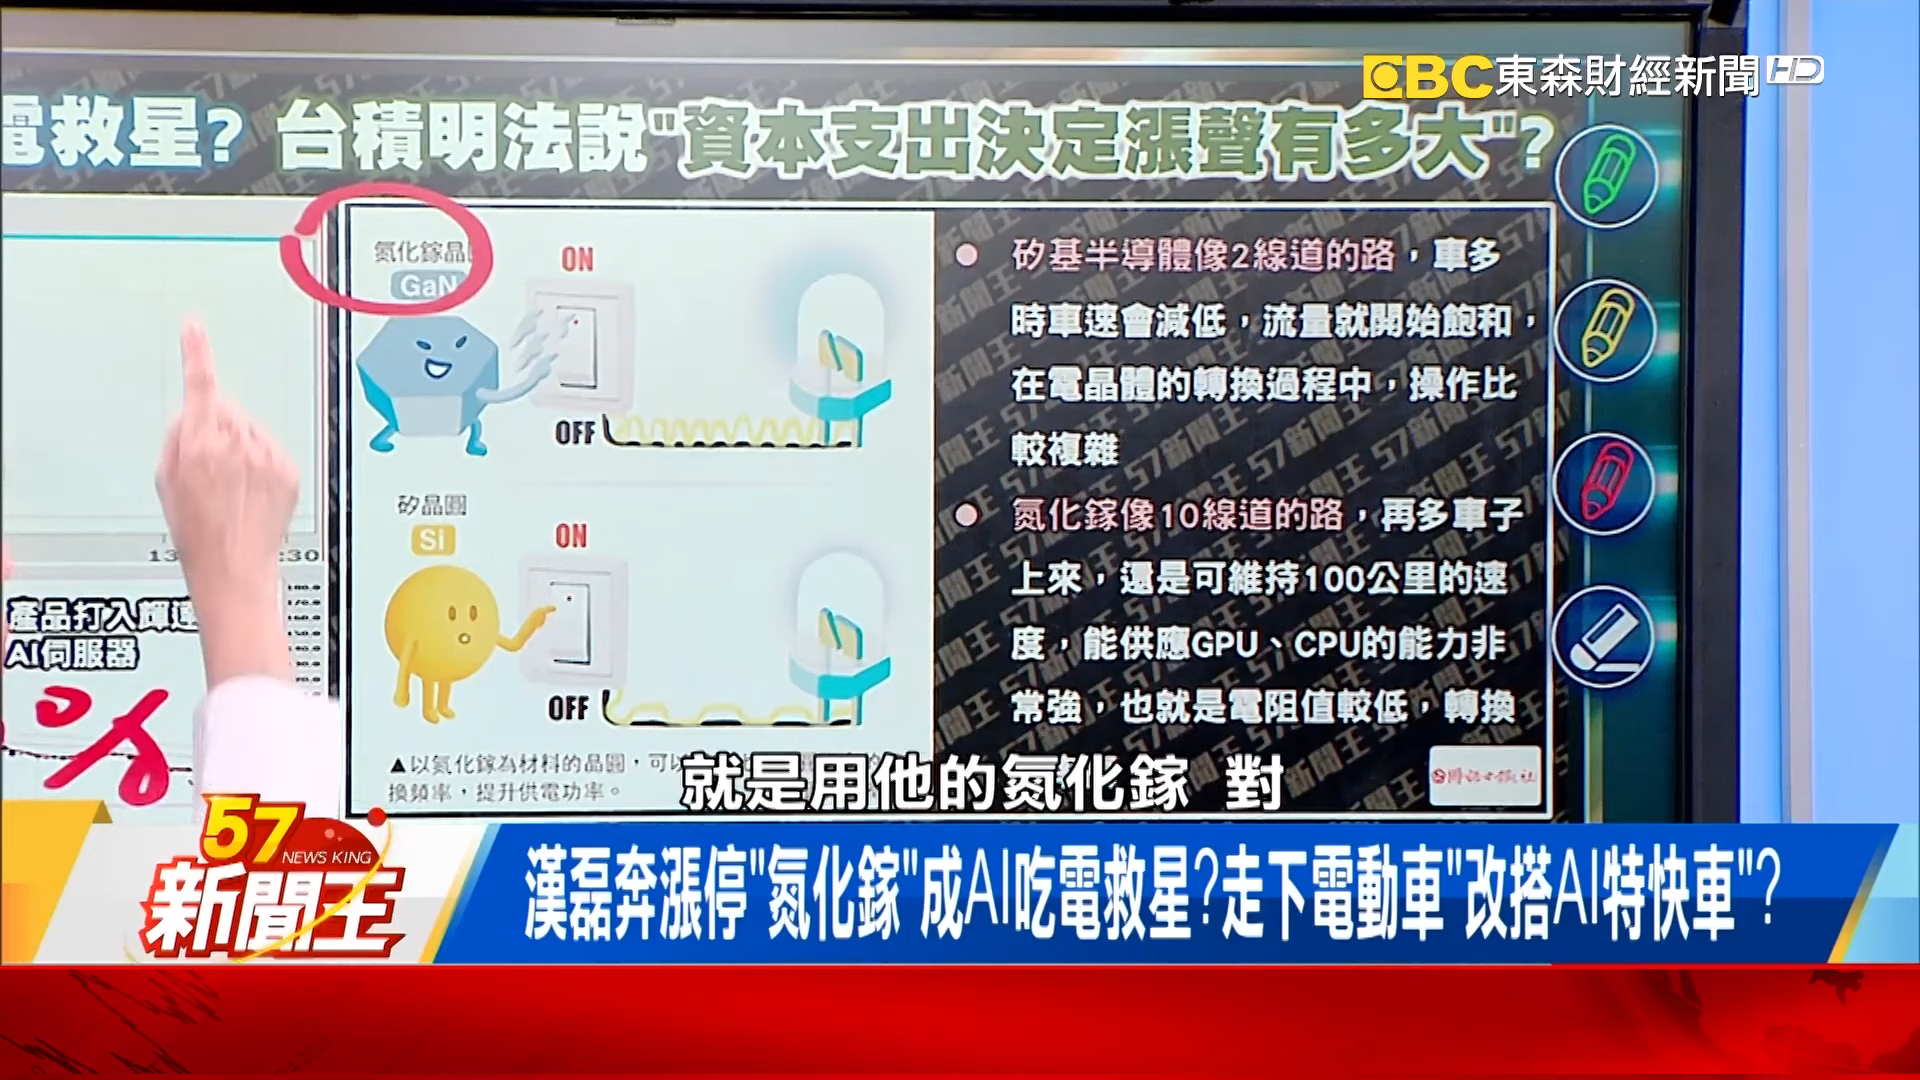 EBC東森財經新聞HD
電救星? 台積明法說"資本支出決定漲聲有多大"?
氮化鎵晶
GaN
ON
OFF
矽晶圓
Si
ON
OFF
▲以氮化鎵為材料的晶圓,可以
換頻率,提升供電功率。
● 矽基半導體像2線道的路,車多
時車速會減低,流量就開始飽和,
在電晶體的轉換過程中,操作比
較複雜
● 氮化鎵像10線道的路,再多車子
上來,還是可維持100公里的速
度,能供應GPU、CPU的能力非
常強,也就是電阻值較低,轉換
13
:30
產品打入輝達
AI伺服器
%
就是用他的氮化鎵 對
57
NEWS KING
新聞王
漢磊奔漲停"氮化鎵"成AI吃電救星?走下電動車"改搭AI特快車"?